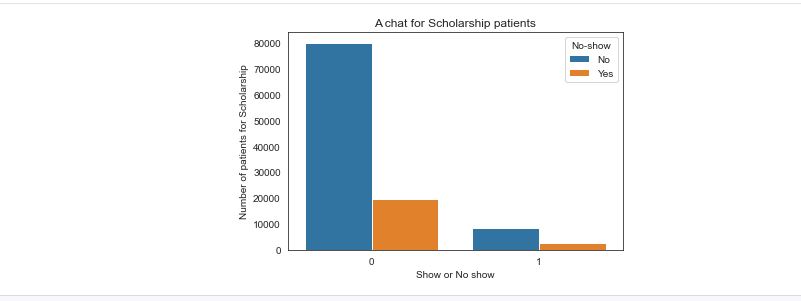 A chat for Scholarship patients
No-show
No
Yes
Number of patients for Scholarship
80000
70000
60000
50000
40000
30000
20000
10000
0
0 1
Show or No show